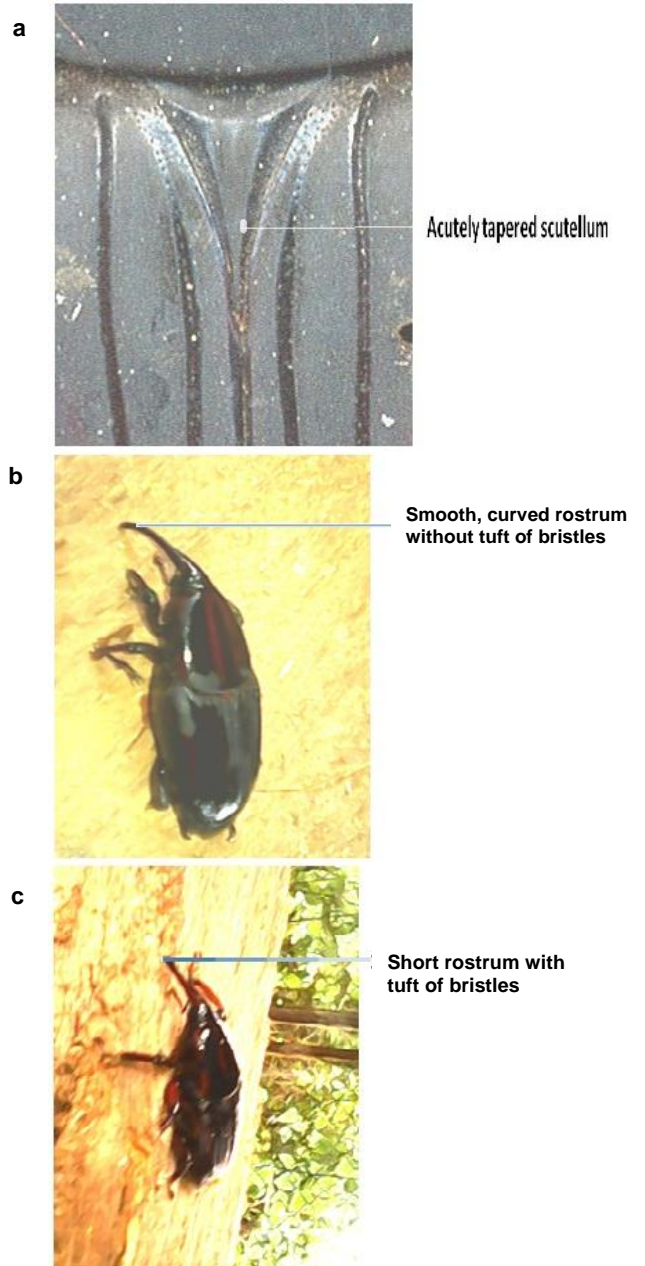 a
Acutely tapered scutellum
b
Smooth, curved rostrum
without tuft of bristles
c
Short rostrum with
tuft of bristles